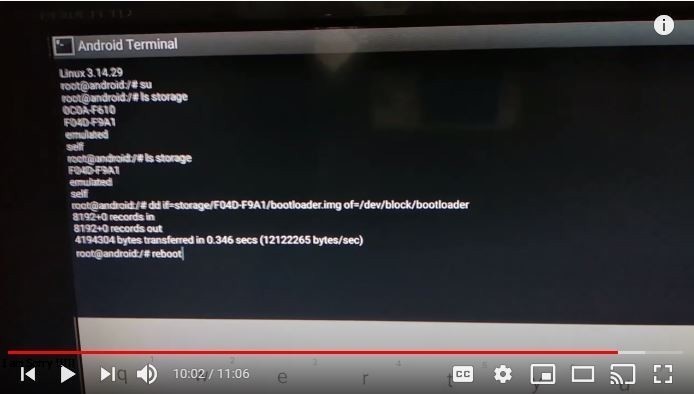 Android Terminal
Linux 3.14.29
root@android:/# su
root@android:/# ls storage
0C0A-F610
F04D-F9A1
emulated
self
root@android:/# ls storage
F04D-F9A1
emulated
self
root@android:/# dd if=storage/F04D-F9A1/bootloader.img of=/dev/block/bootloader
8192+0 records in
8192+0 records out
4194304 bytes transferred in 0.346 secs (12122265 bytes/sec)
root@android:/# reboot
q e r t y u
10:02 / 11:06
CC